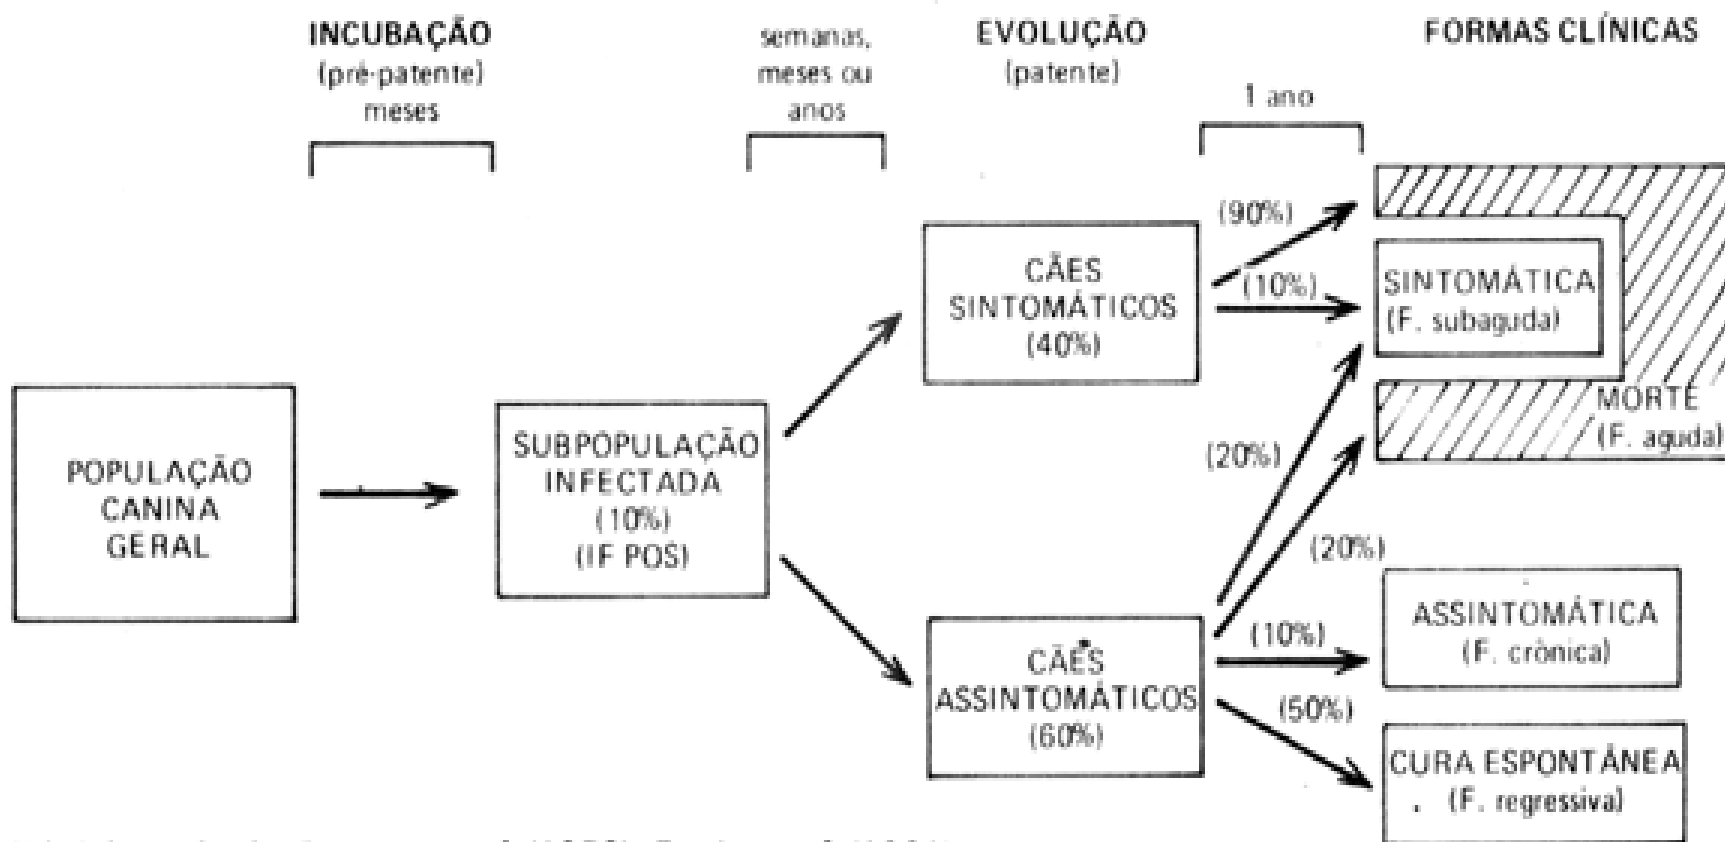 INCUBAÇÃO
(pré-patente)
meses
semanas,
meses ou
anos
EVOLUÇÃO
(patente)
1 ano
FORMAS CLÍNICAS
POPULAÇÃO
CANINA
GERAL
SUBPOPULAÇÃO
INFECTADA
(10%)
(IF POS)
CÃES
SINTOMÁTICOS
(40%)
CÃES
ASSINTOMÁTICOS
(60%)
(90%)
(10%)
(20%)
(20%)
(10%)
(50%)
SINTOMÁTICA
(F. subaguda)
MORTE
(F. aguda)
ASSINTOMÁTICA
(F. crônica)
CURA ESPONTÂNEA
(F. regressiva)